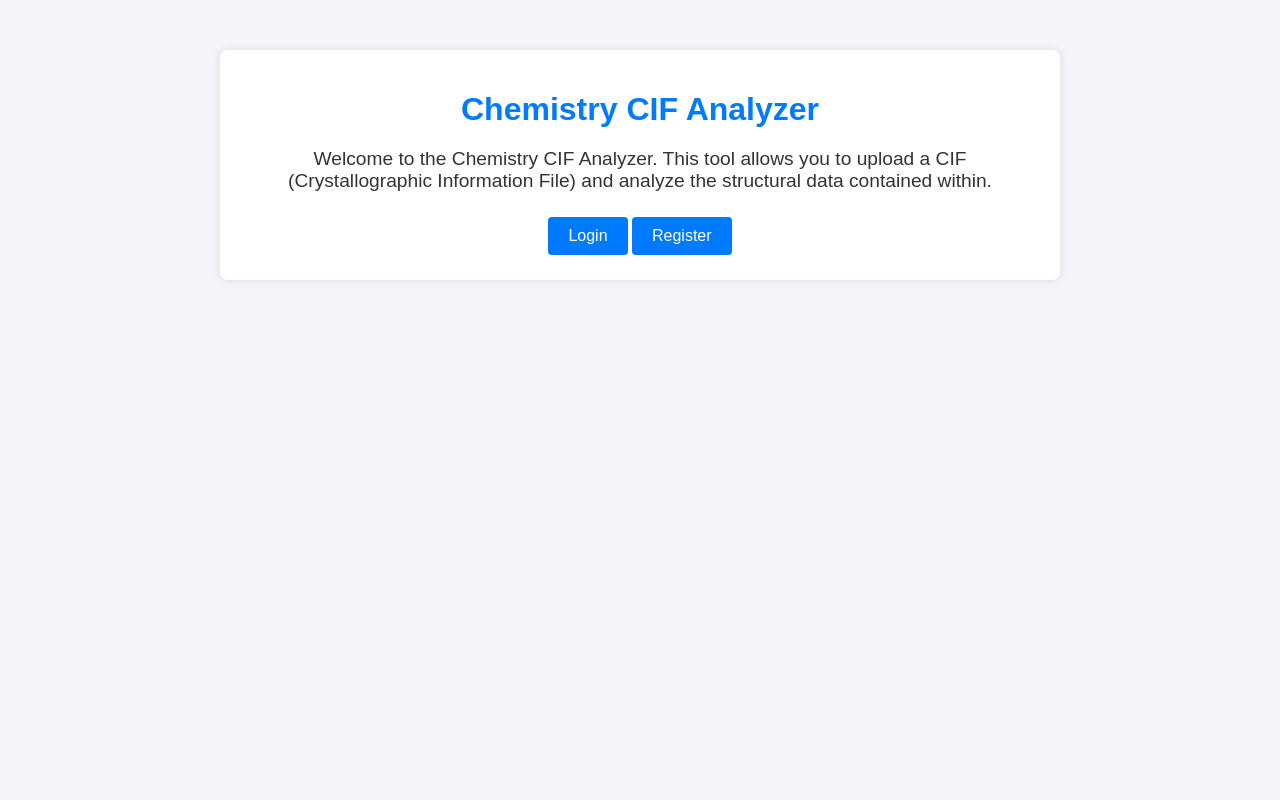 Chemistry CIF Analyzer
Welcome to the Chemistry CIF Analyzer. This tool allows you to upload a CIF
(Crystallographic Information File) and analyze the structural data contained within.
Login Register